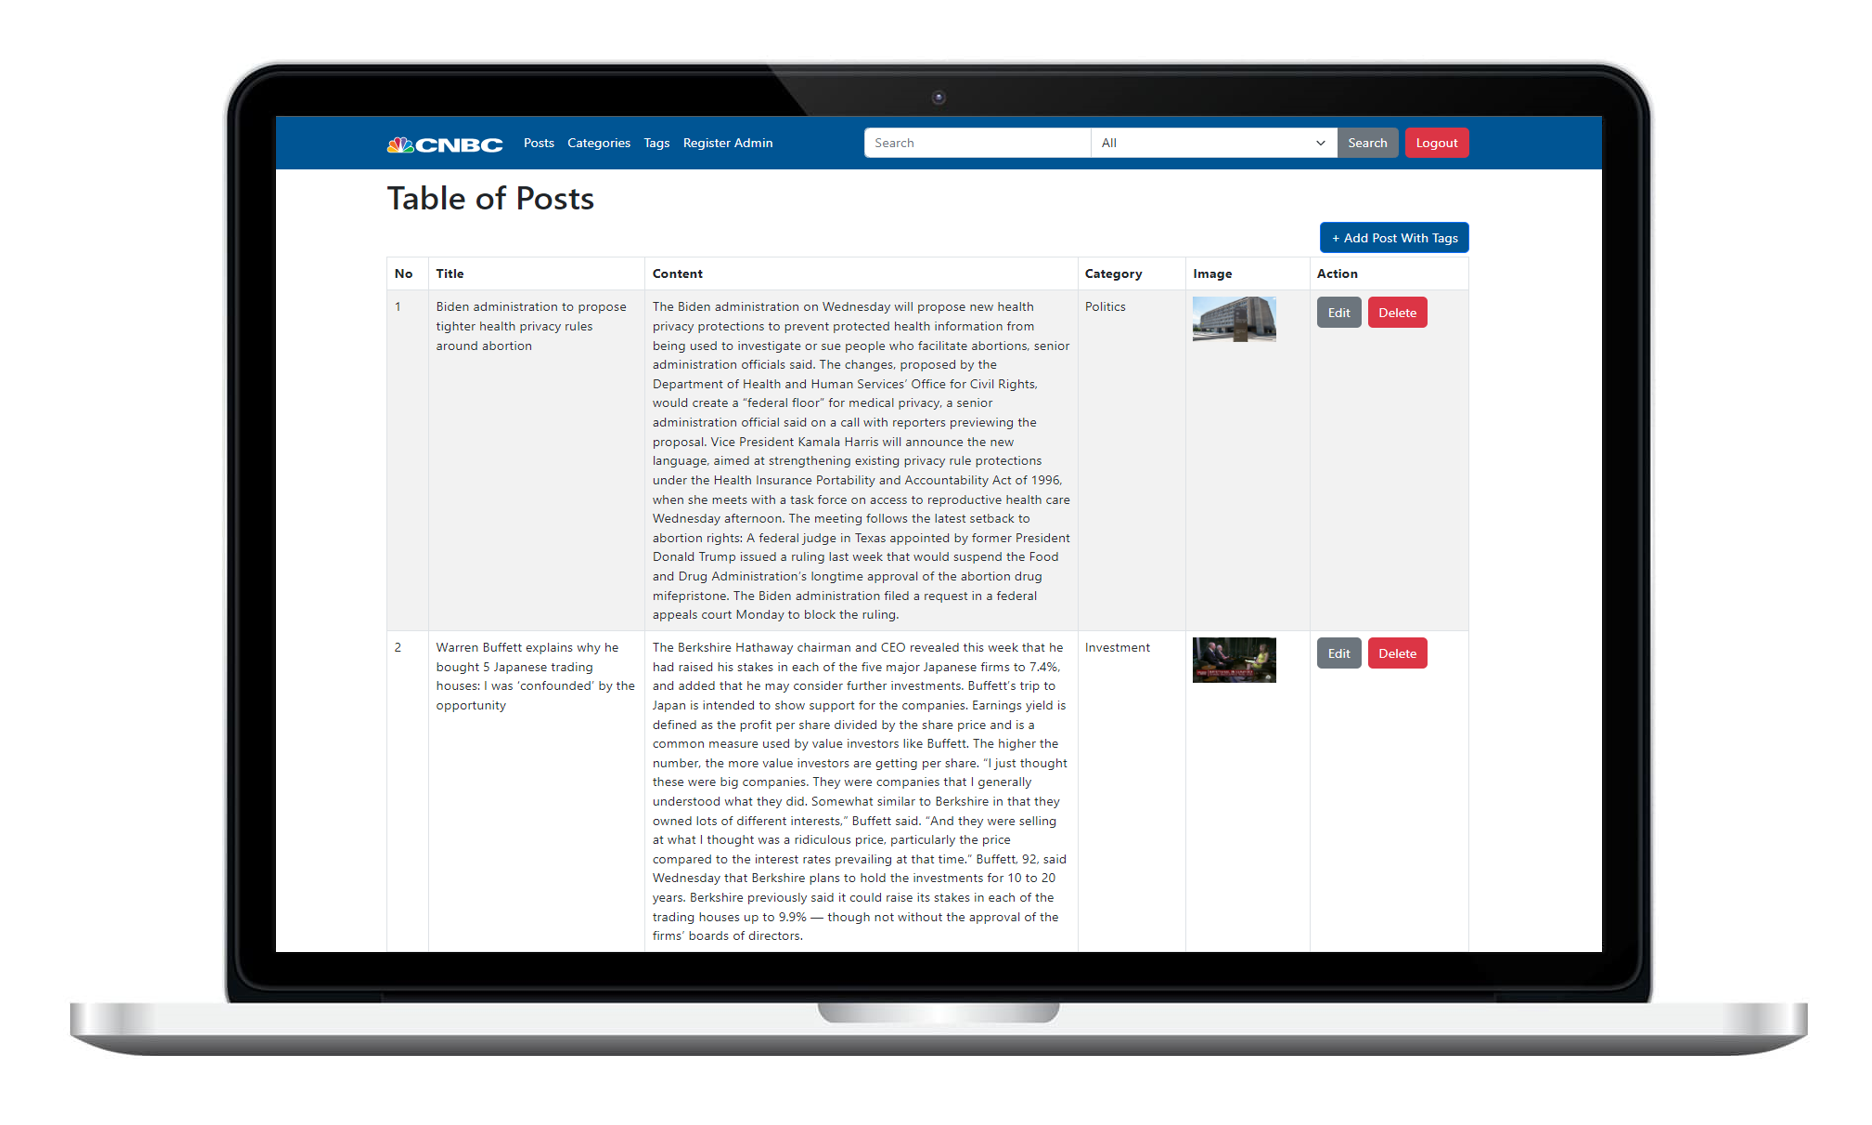 CNBC Posts Categories Tags Register Admin Search All Search Logout
Table of Posts
+ Add Post With Tags
No Title Content Category Image Action
1 Biden administration to propose The Biden administration on Wednesday will propose new health Politics Edit Delete
tighter health privacy rules privacy protections to prevent protected health information from
around abortion being used to investigate or sue people who facilitate abortions, senior
administration officials said. The changes, proposed by the
Department of Health and Human Services’ Office for Civil Rights,
would create a “federal floor” for medical privacy, a senior
administration official said on a call with reporters previewing the
proposal. Vice President Kamala Harris will announce the new
language, aimed at strengthening existing privacy rule protections
under the Health Insurance Portability and Accountability Act of 1996,
when she meets with a task force on access to reproductive health care
Wednesday afternoon. The meeting follows the latest setback to
abortion rights: A federal judge in Texas appointed by former President
Donald Trump issued a ruling last week that would suspend the Food
and Drug Administration’s longtime approval of the abortion drug
mifepristone. The Biden administration filed a request in a federal
appeals court Monday to block the ruling.
2 Warren Buffett explains why he The Berkshire Hathaway chairman and CEO revealed this week that he Investment Edit Delete
bought 5 Japanese trading had raised his stakes in each of the five major Japanese firms to 7.4%,
houses: I was ‘confounded’ by the and added that he may consider further investments. Buffett’s trip to
opportunity Japan is intended to show support for the companies. Earnings yield is
defined as the profit per share divided by the share price and is a
common measure used by value investors like Buffett. The higher the
number, the more value investors are getting per share. “I just thought
these were big companies. They were companies that I generally
understood what they did. Somewhat similar to Berkshire in that they
owned lots of different interests,” Buffett said. “And they were selling
at what I thought was a ridiculous price, particularly the price
compared to the interest rates prevailing at that time.” Buffett, 92, said
Wednesday that Berkshire plans to hold the investments for 10 to 20
years. Berkshire previously said it could raise its stakes in each of the
trading houses up to 9.9% — though not without the approval of the
firms’ boards of directors.